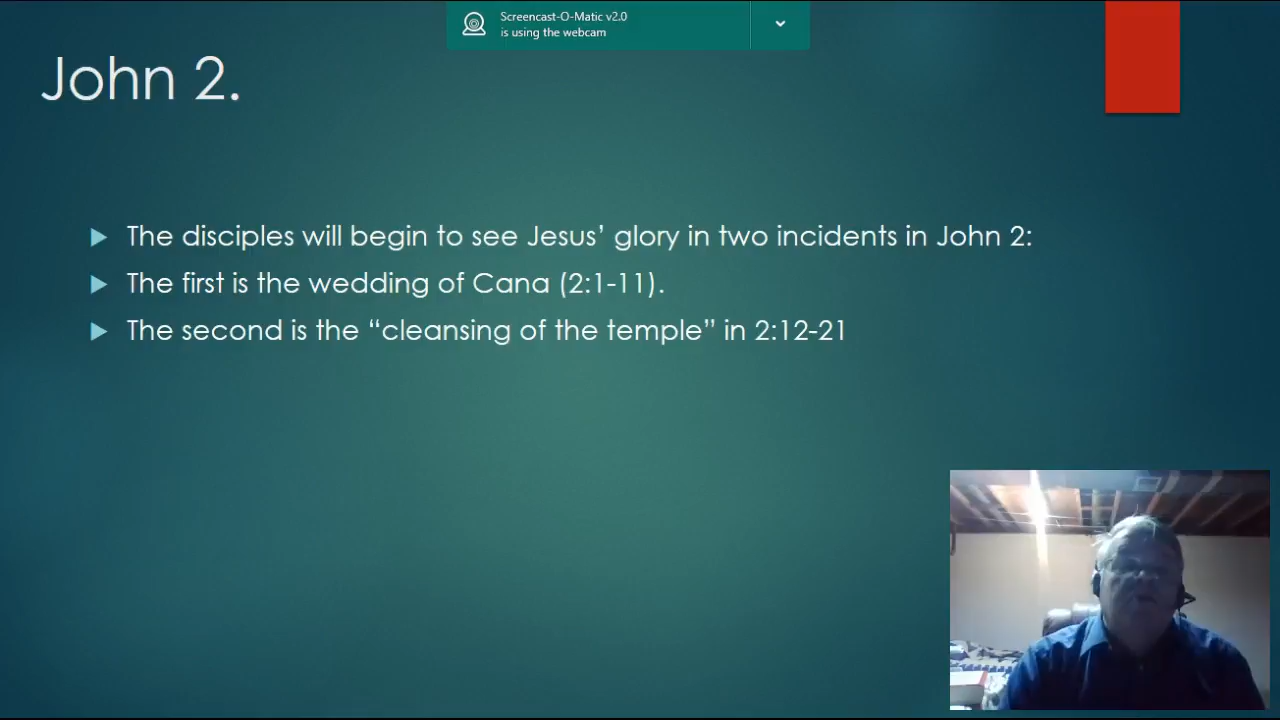 Screencast-O-Matic v2.0
is using the webcam
John 2.
The disciples will begin to see Jesus’ glory in two incidents in John 2:
The first is the wedding of Cana (2:1-11).
The second is the “cleansing of the temple” in 2:12-21